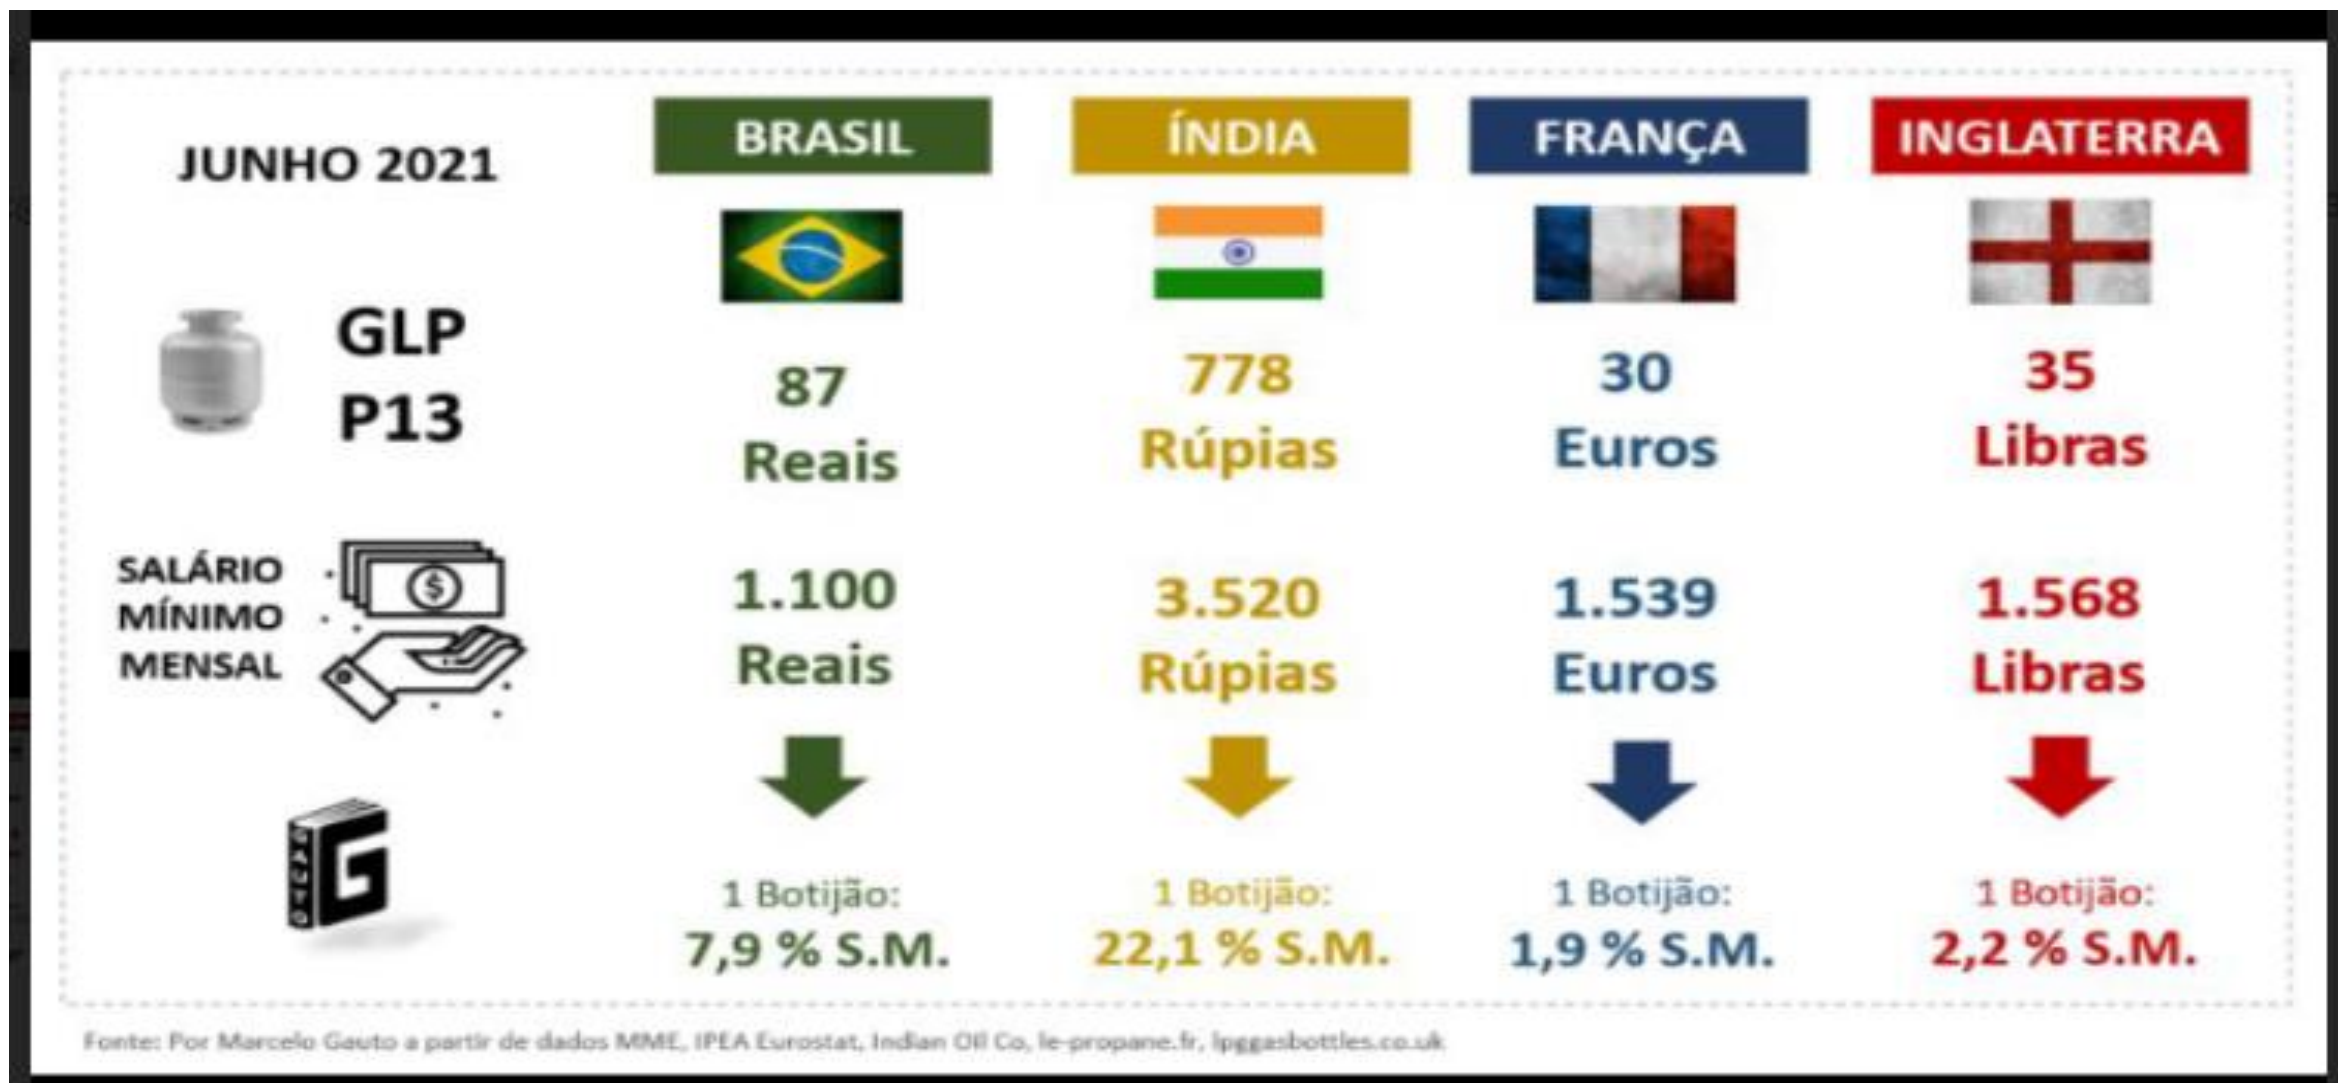 JUNHO 2021
BRASIL
ÍNDIA
FRANÇA
INGLATERRA
GLP
P13
87
Reais
778
Rúpias
30
Euros
35
Libras
SALÁRIO
MÍNIMO
MENSAL
$
1.100
Reais
3.520
Rúpias
1.539
Euros
1.568
Libras
GAUTO
G
1 Botijão:
7,9 % S.M.
1 Botijão:
22,1 % S.M.
1 Botijão:
1,9 % S.M.
1 Botijão:
2,2 % S.M.
Fonte: Por Marcelo Gauto a partir de dados MME, IPEA Eurostat, Indian Oil Co, le-propane.fr, lpggasbottles.co.uk